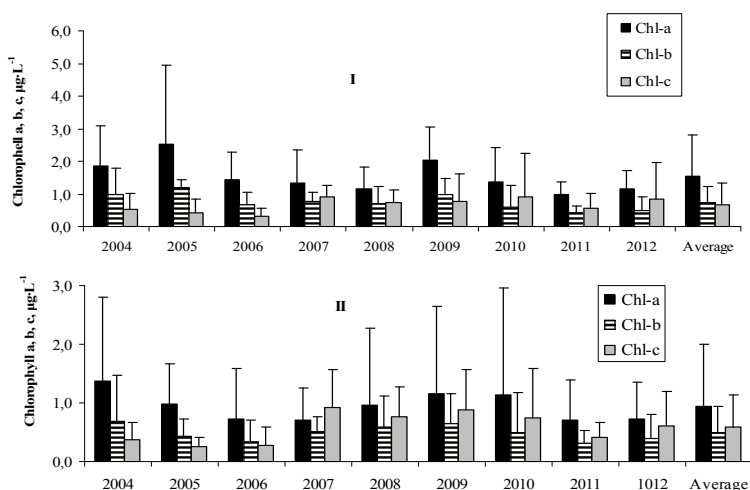 Chlorophell a, b, c, µg·L⁻¹
6,0
5,0
4,0
3,0
2,0
1,0
0,0
I
Chl-a
Chl-b
Chl-c
2004 2005 2006 2007 2008 2009 2010 2011 2012 Average
Chlorophyll a, b, c, µg·L⁻¹
3,0
2,0
1,0
0,0
II
Chl-a
Chl-b
Chl-c
2004 2005 2006 2007 2008 2009 2010 2011 1012 Average